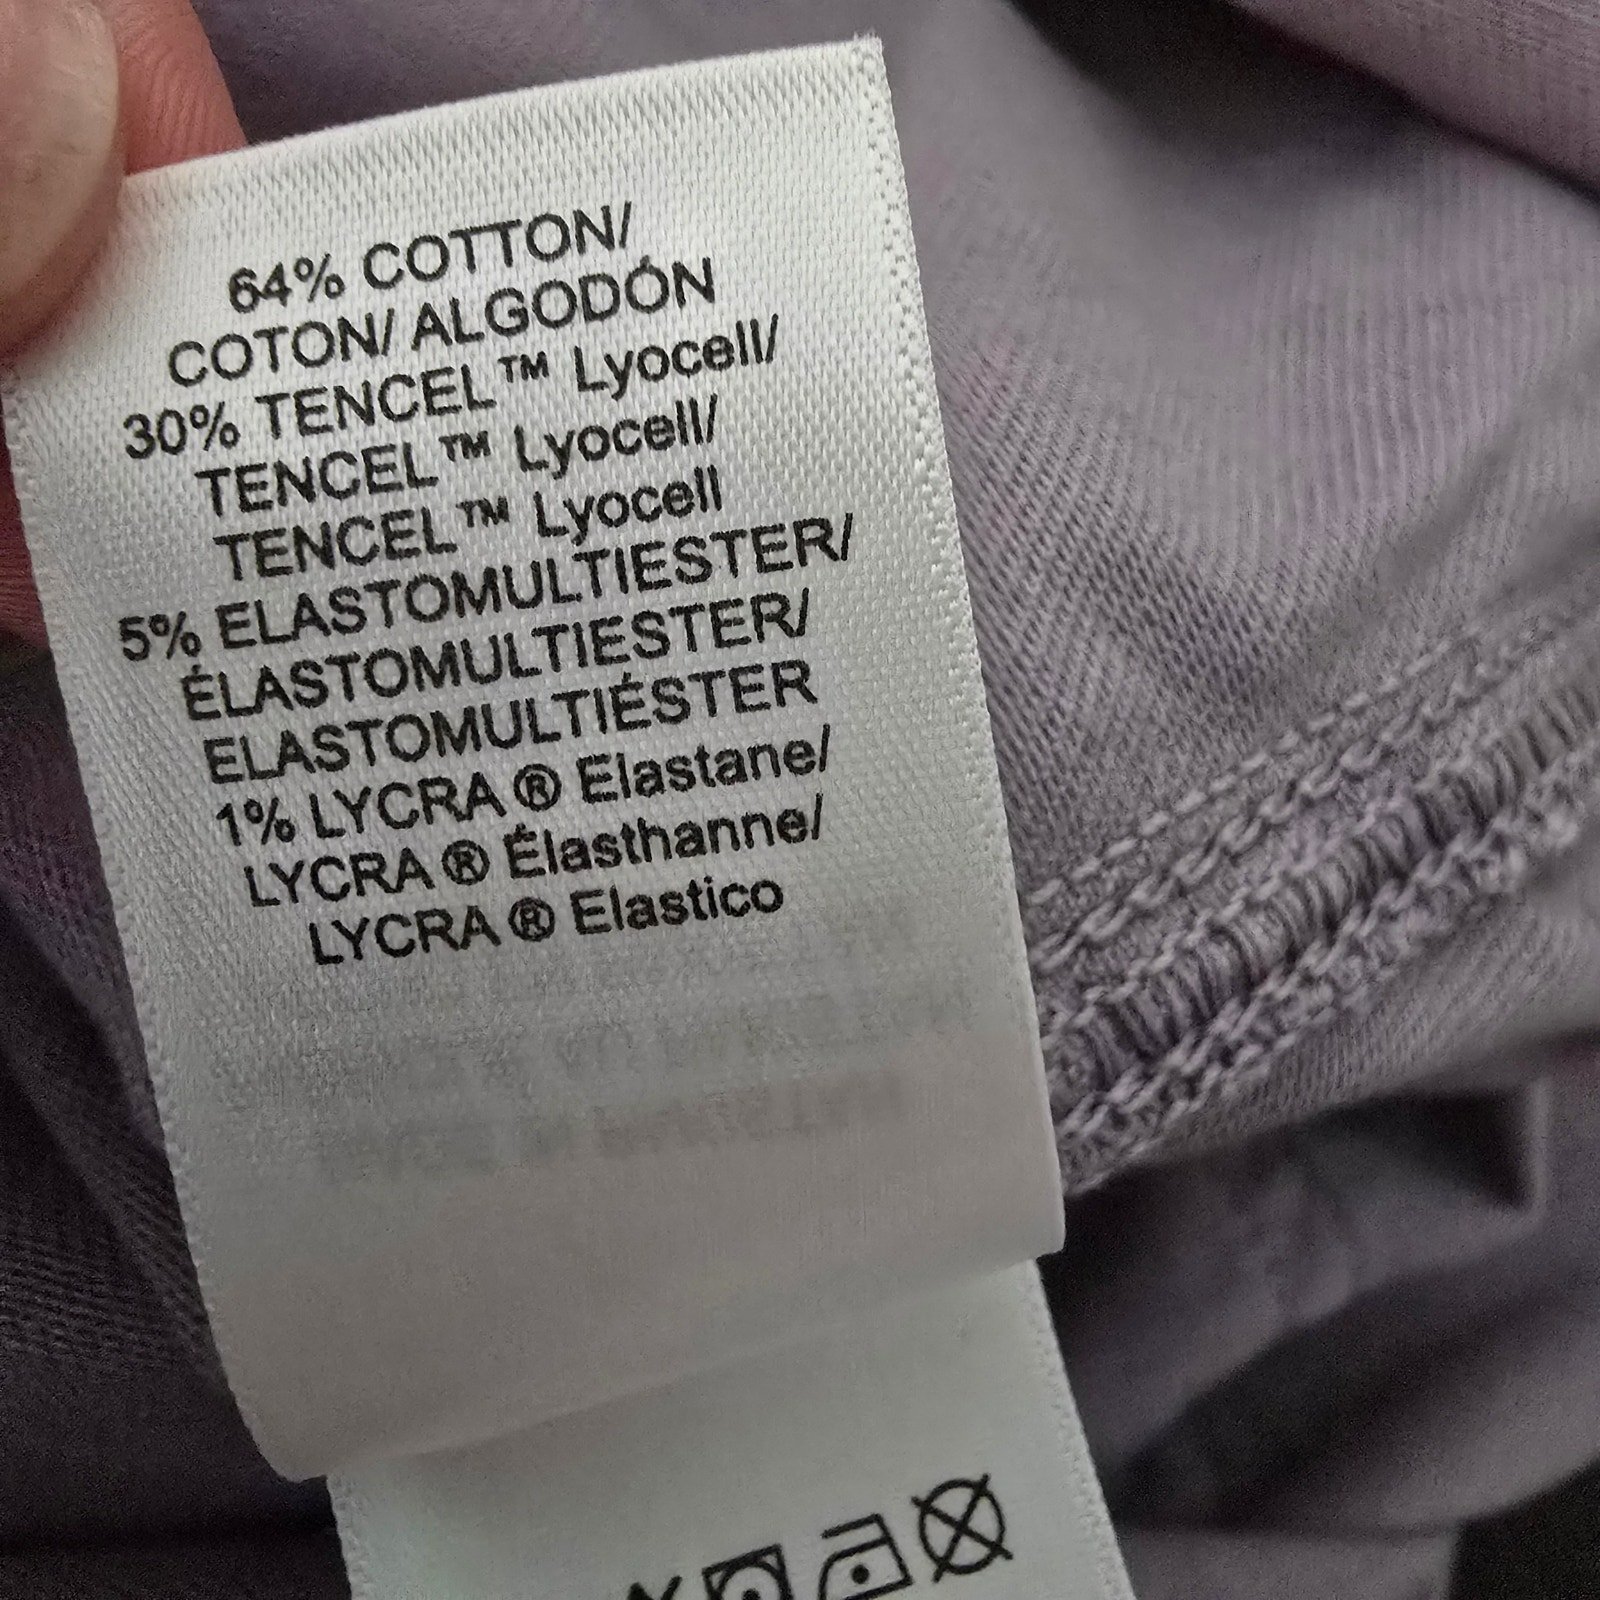 64% COTTON/
COTON/ ALGODÓN
30% TENCEL™ Lyocell/
TENCEL™ Lyocell/
TENCEL™ Lyocell
5% ELASTOMULTIESTER/
ÉLASTOMULTIESTER/
ELASTOMULTIÉSTER
1% LYCRA ® Elastane/
LYCRA ® Élasthanne/
LYCRA ® Elastico